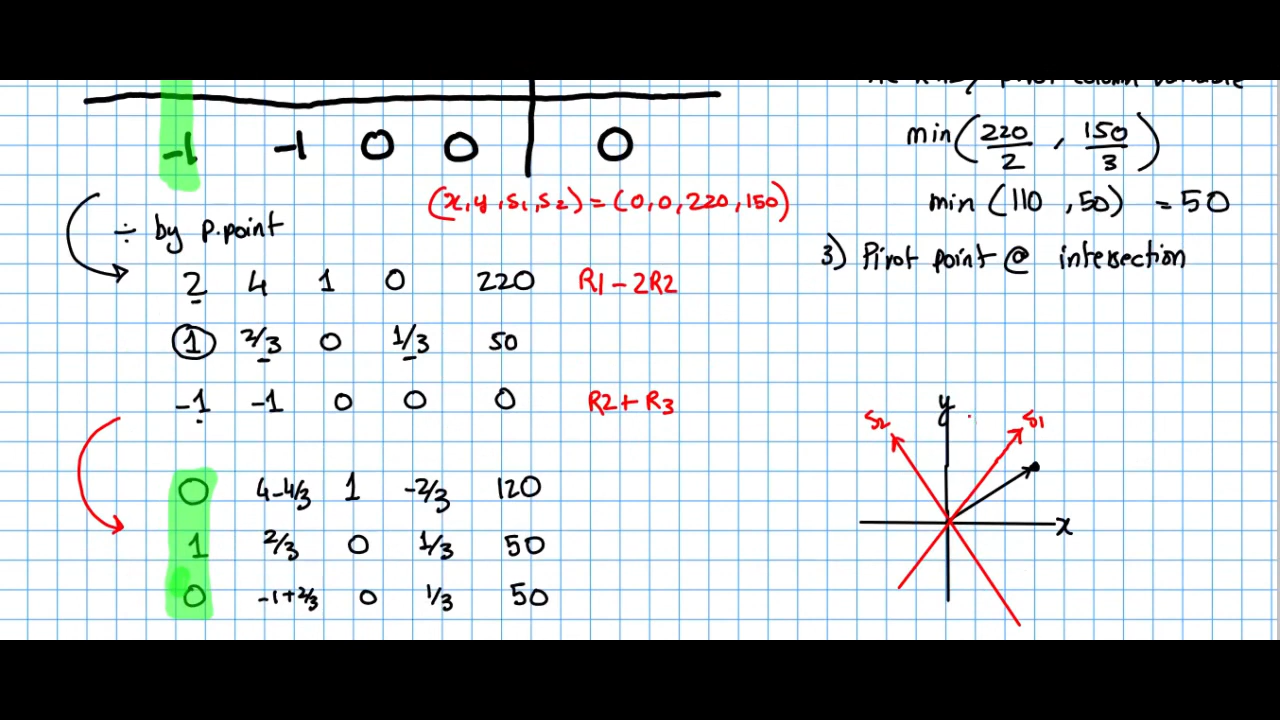 -1 -1 0 0 0
(x, y, s1, s2) = (0, 0, 220, 150)
÷ by p.point
2 4 1 0 220 R1 - 2R2
1 2/3 0 1/3 50
-1 -1 0 0 0 R2 + R3
0 4-4/3 1 -2/3 120
1 2/3 0 1/3 50
0 -1+2/3 0 1/3 50
pivot column variable
min(220/2, 150/3)
min (110, 50) = 50
3) Pivot point @ intersection
y
s2 s1
x